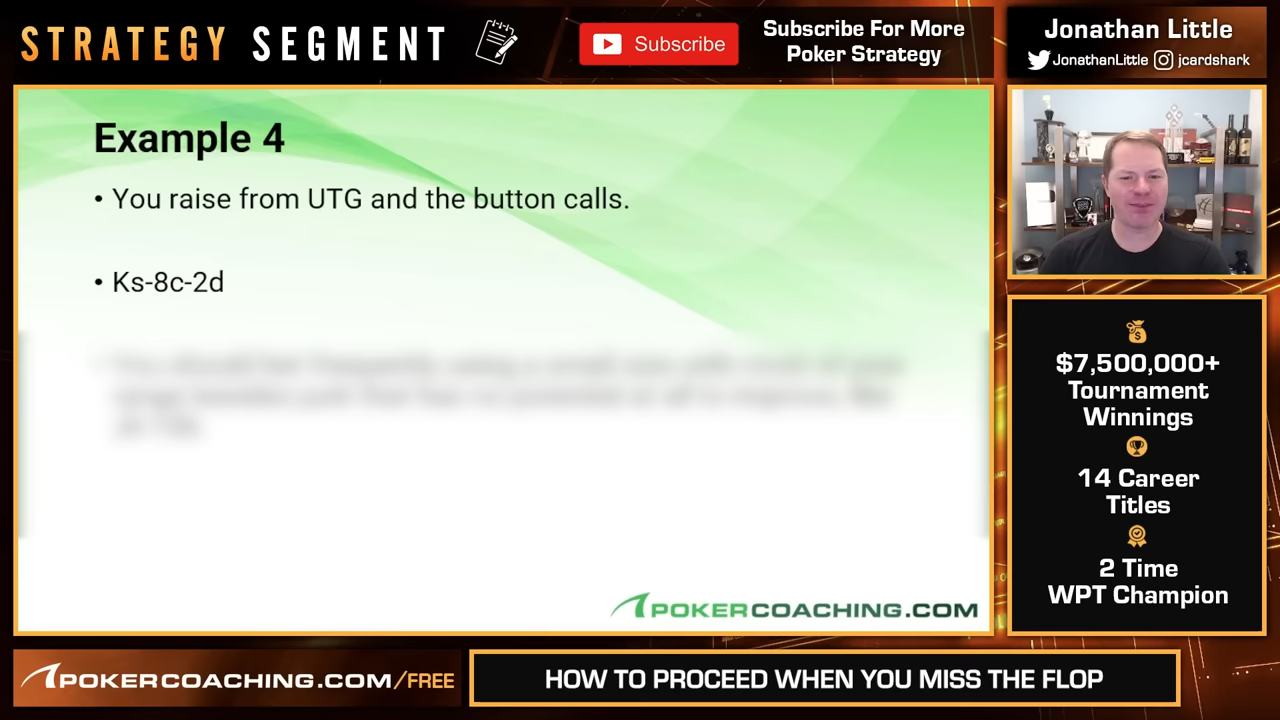 STRATEGY SEGMENT
Subscribe
Subscribe For More
Poker Strategy
Jonathan Little
JonathanLittle jcardshark
Example 4
• You raise from UTG and the button calls.
• Ks-8c-2d
POKERCOACHING.COM
$7,500,000+
Tournament
Winnings
14 Career
Titles
2 Time
WPT Champion
POKERCOACHING.COM/FREE
HOW TO PROCEED WHEN YOU MISS THE FLOP